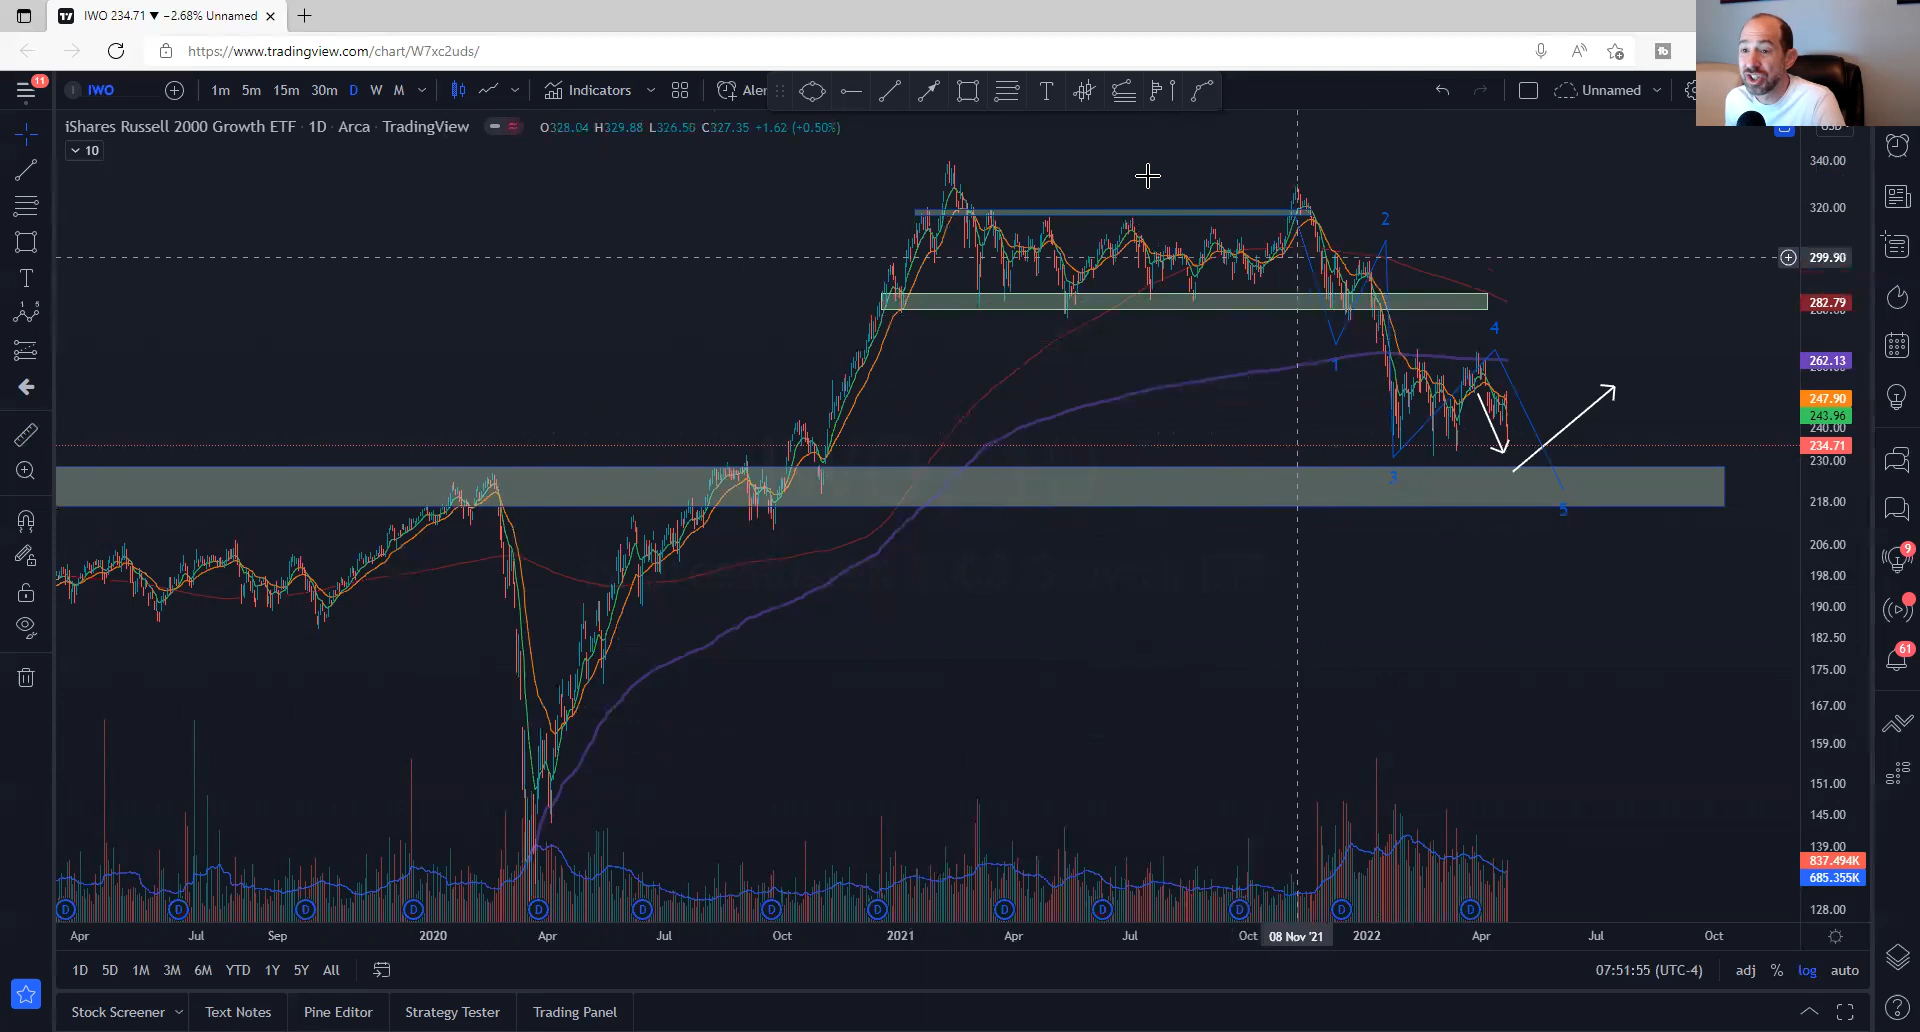 IWO 234.71 ▼ −2.68% Unnamed
https://www.tradingview.com/chart/W7xc2uds/
11
IWO
1m 5m 15m 30m D W M
Indicators
Aler
Unnamed
iShares Russell 2000 Growth ETF · 1D · Arca · TradingView
O328.04 H329.88 L326.50 C327.35 +1.62 (+0.50%)
10
340.00
320.00
299.90
282.79
262.13
247.90
243.96
240.00
234.71
230.00
218.00
206.00
198.00
190.00
182.50
175.00
167.00
159.00
151.00
145.00
139.00
837.494K
685.355K
128.00
1
2
3
4
5
D D D D D D D D D D D D D
Apr Jul Sep 2020 Apr Jul Oct 2021 Apr Jul Oct 08 Nov '21 2022 Apr Jul Oct
1D 5D 1M 3M 6M YTD 1Y 5Y All
07:51:55 (UTC-4) adj % log auto
Stock Screener Text Notes Pine Editor Strategy Tester Trading Panel
9
61